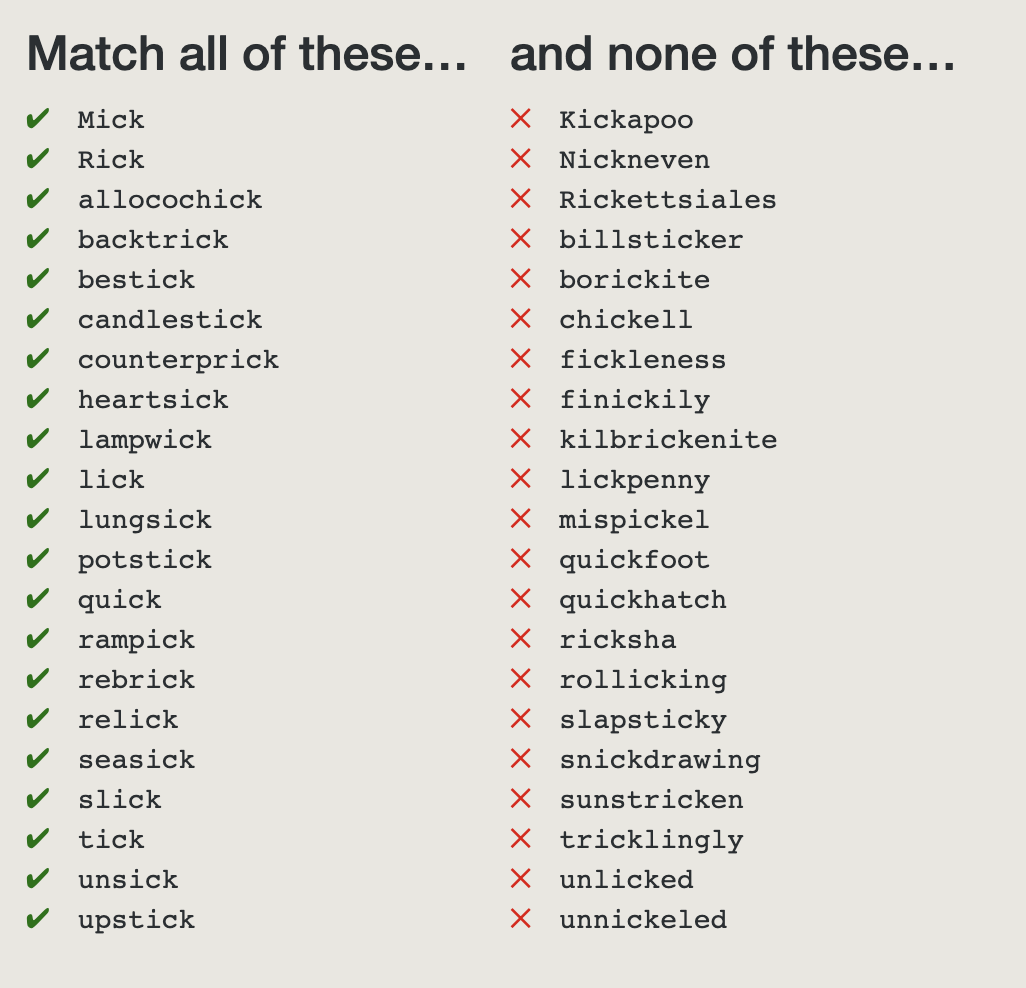 Match all of these… and none of these…
✔ Mick ✕ Kickapoo
✔ Rick ✕ Nickneven
✔ allocochick ✕ Rickettsiales
✔ backtrick ✕ billsticker
✔ bestick ✕ borickite
✔ candlestick ✕ chickell
✔ counterprick ✕ fickleness
✔ heartsick ✕ finickily
✔ lampwick ✕ kilbrickenite
✔ lick ✕ lickpenny
✔ lungsick ✕ mispickel
✔ potstick ✕ quickfoot
✔ quick ✕ quickhatch
✔ rampick ✕ ricksha
✔ rebrick ✕ rollicking
✔ relick ✕ slapsticky
✔ seasick ✕ snickdrawing
✔ slick ✕ sunstricken
✔ tick ✕ tricklingly
✔ unsick ✕ unlicked
✔ upstick ✕ unnickeled